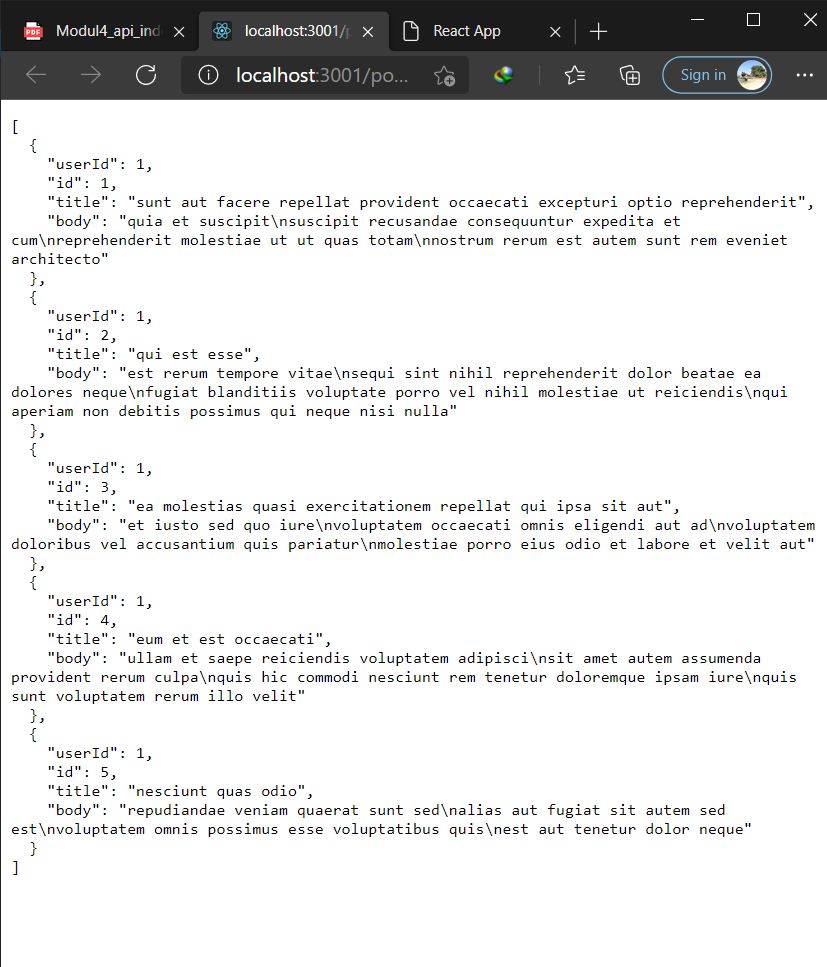 PDF
Modul4_api_ind
localhost:3001/p
React App
localhost:3001/po...
Sign in
[
{
"userId": 1,
"id": 1,
"title": "sunt aut facere repellat provident occaecati excepturi optio reprehenderit",
"body": "quia et suscipit\nsuscipit recusandae consequuntur expedita et
cum\nreprehenderit molestiae ut ut quas totam\nnostrum rerum est autem sunt rem eveniet
architecto"
},
{
"userId": 1,
"id": 2,
"title": "qui est esse",
"body": "est rerum tempore vitae\nsequi sint nihil reprehenderit dolor beatae ea
dolores neque\nfugiat blanditiis voluptate porro vel nihil molestiae ut reiciendis\nqui
aperiam non debitis possimus qui neque nisi nulla"
},
{
"userId": 1,
"id": 3,
"title": "ea molestias quasi exercitationem repellat qui ipsa sit aut",
"body": "et iusto sed quo iure\nvoluptatem occaecati omnis eligendi aut ad\nvoluptatem
doloribus vel accusantium quis pariatur\nmolestiae porro eius odio et labore et velit aut"
},
{
"userId": 1,
"id": 4,
"title": "eum et est occaecati",
"body": "ullam et saepe reiciendis voluptatem adipisci\nsit amet autem assumenda
provident rerum culpa\nquis hic commodi nesciunt rem tenetur doloremque ipsam iure\nquis
sunt voluptatem rerum illo velit"
},
{
"userId": 1,
"id": 5,
"title": "nesciunt quas odio",
"body": "repudiandae veniam quaerat sunt sed\nalias aut fugiat sit autem sed
est\nvoluptatem omnis possimus esse voluptatibus quis\nest aut tenetur dolor neque"
}
]